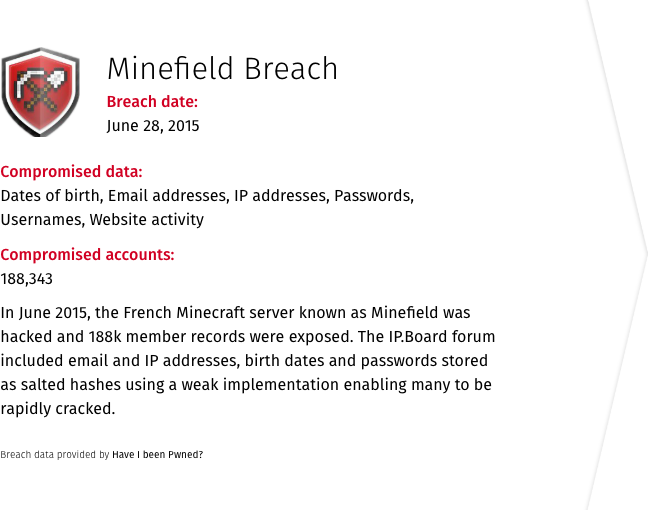 Minefield Breach
Breach date:
June 28, 2015
Compromised data:
Dates of birth, Email addresses, IP addresses, Passwords,
Usernames, Website activity
Compromised accounts:
188,343
In June 2015, the French Minecraft server known as Minefield was
hacked and 188k member records were exposed. The IP.Board forum
included email and IP addresses, birth dates and passwords stored
as salted hashes using a weak implementation enabling many to be
rapidly cracked.
Breach data provided by Have I been Pwned?